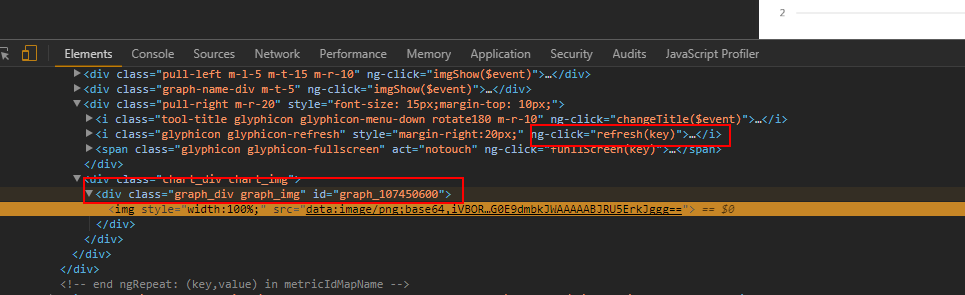 2
Elements Console Sources Network Performance Memory Application Security Audits JavaScript Profiler
▶<div class="pull-left m-l-5 m-t-15 m-r-10" ng-click="imgShow($event)">…</div>
▶<div class="graph-name-div m-t-5" ng-click="imgShow($event)">…</div>
▼<div class="pull-right m-r-20" style="font-size: 15px;margin-top: 10px;">
▶<i class="tool-title glyphicon glyphicon-menu-down rotate180 m-r-10" ng-click="changeTitle($event)">…</i>
▶<i class="glyphicon glyphicon-refresh" style="margin-right:20px;" ng-click="refresh(key)">…</i>
▶<span class="glyphicon glyphicon-fullscreen" act="notouch" ng-click="funllscreen(key)">…</span>
</div>
▼<div class="chart_div chart_img">
▼<div class="graph_div graph_img" id="graph_107450600">
<img style="width:100%;" src="data:image/png;base64,iVBOR…G0E9dmbkJWAAAAABJRU5ErkJggg=="> == $0
</div>
</div>
</div>
<!-- end ngRepeat: (key,value) in metricIdMapName -->